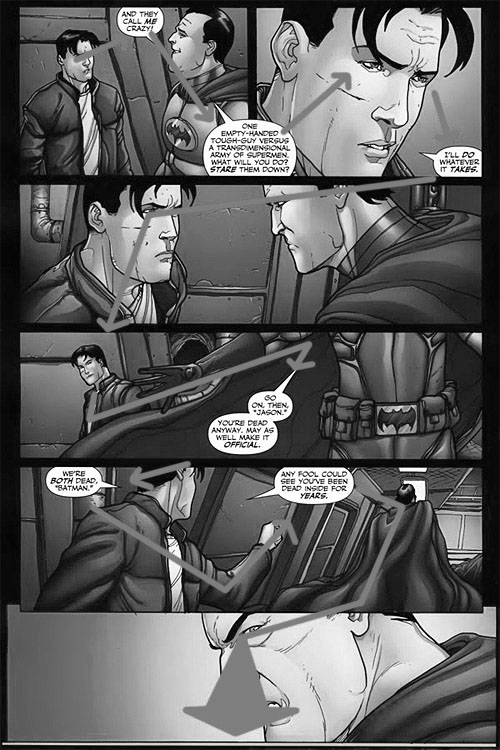 AND THEY
CALL ME
CRAZY!
ONE
EMPTY-HANDED
TOUGH-GUY VERSUS
A TRANSDIMENSIONAL
ARMY OF SUPERMEN.
WHAT WILL YOU DO?
STARE THEM DOWN?
I'LL DO
WHATEVER
IT TAKES.
GO
ON, THEN,
"JASON."
YOU'RE DEAD
ANYWAY. MAY AS
WELL MAKE IT
OFFICIAL.
WE'RE
BOTH DEAD,
"BATMAN."
ANY FOOL COULD
SEE YOU'VE BEEN
DEAD INSIDE FOR
YEARS.